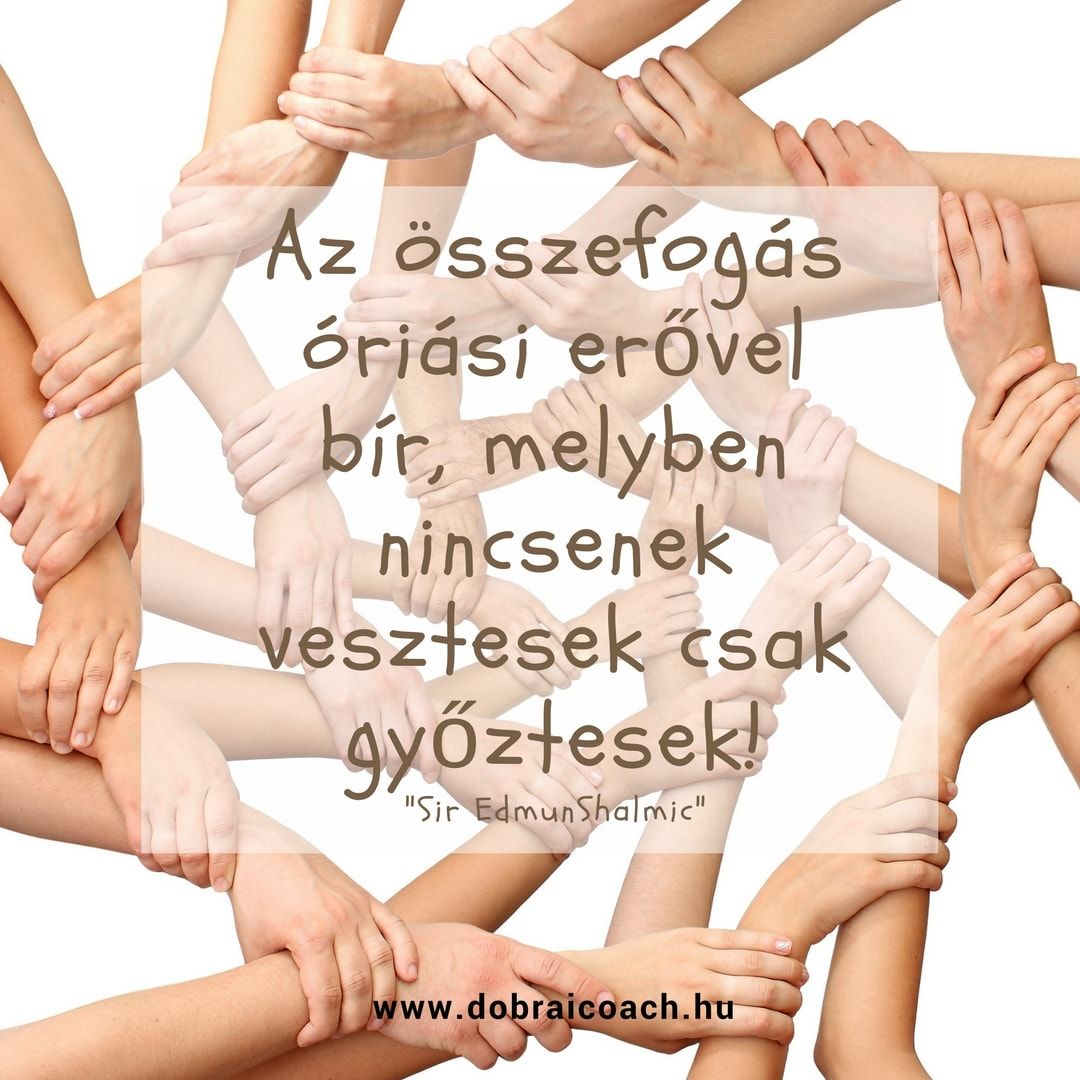 Az összefogás
óriási erővel
bír, melyben
nincsenek
vesztesek csak
győztesek!
"Sir EdmunShalmic"
www.dobraicoach.hu